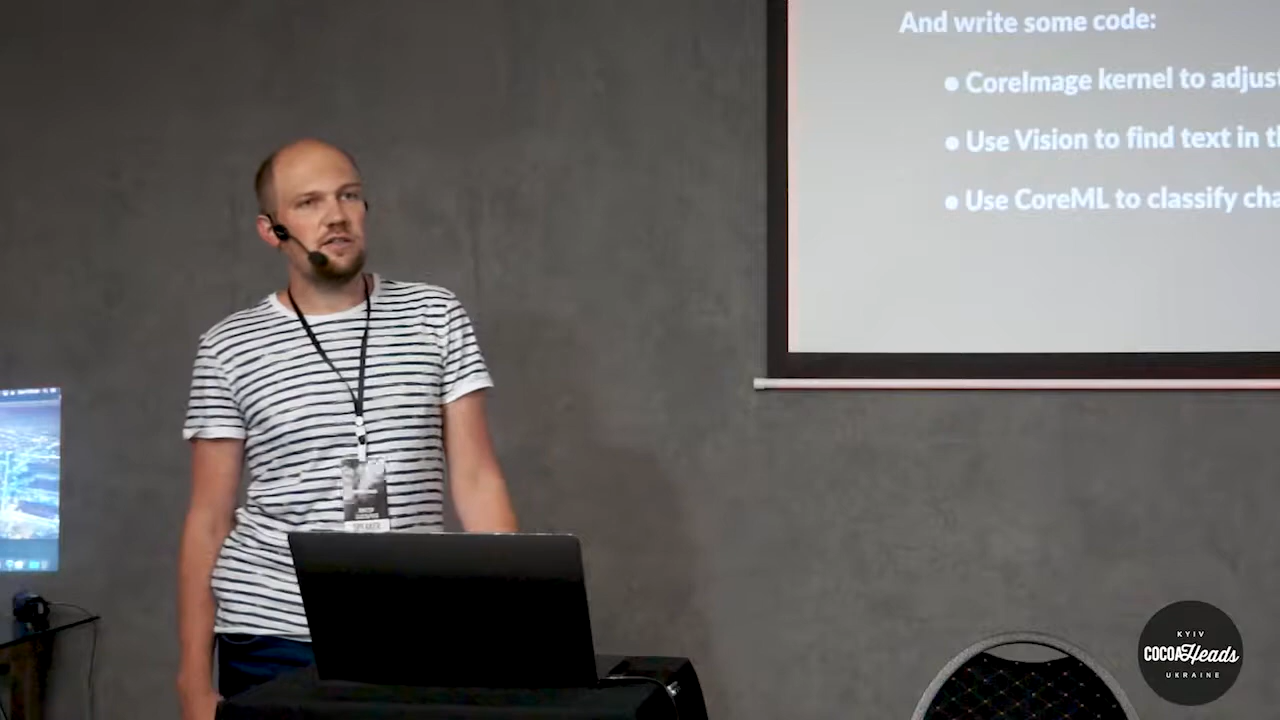 And write some code:
• CoreImage kernel to adjust
• Use Vision to find text in th
• Use CoreML to classify cha
SPEAKER
KYIV
COCOAHeads
UKRAINE